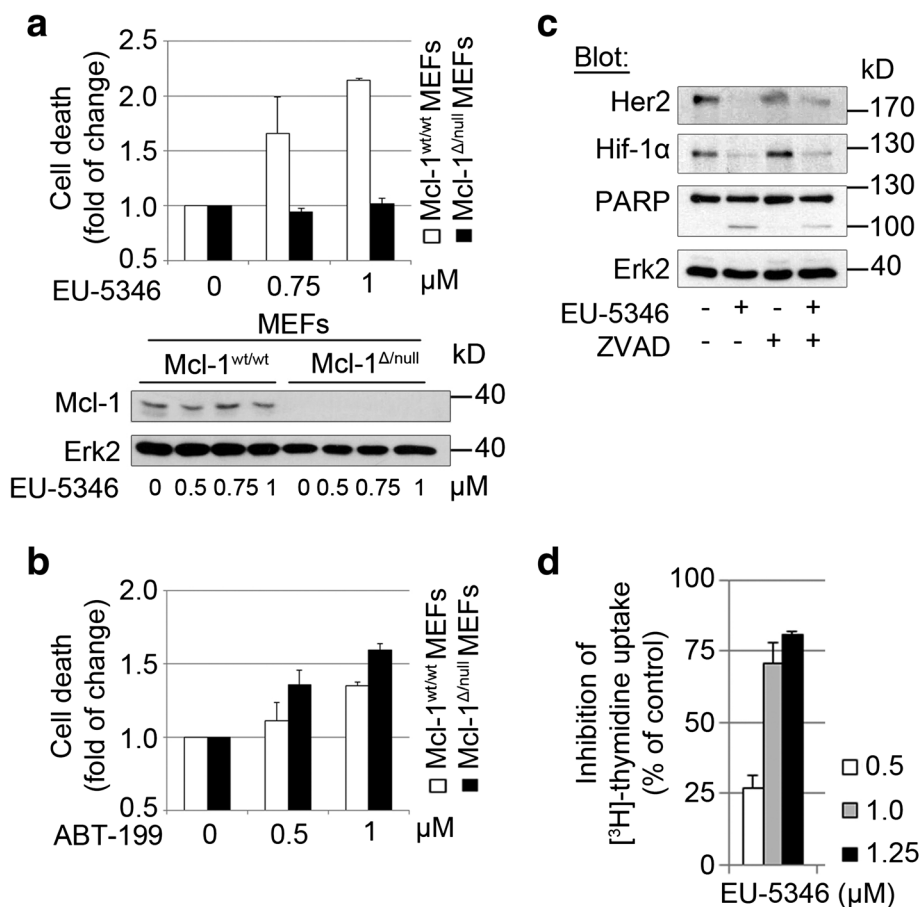 a
2.5
2.0
1.5
1.0
0.5
Cell death
(fold of change)
Mcl-1wt/wt MEFs
Mcl-1Δ/null MEFs
EU-5346 0 0.75 1 μM
MEFs
Mcl-1wt/wt Mcl-1Δ/null kD
Mcl-1 40
Erk2 40
EU-5346 0 0.5 0.75 1 0 0.5 0.75 1 μM
b
2.0
1.5
1.0
0.5
Cell death
(fold of change)
Mcl-1wt/wt MEFs
Mcl-1Δ/null MEFs
ABT-199 0 0.5 1 μM
c
Blot: kD
Her2 170
Hif-1α 130
PARP 130
100
Erk2 40
EU-5346 - + - +
ZVAD - - + +
d
100
75
50
25
0
Inhibition of
[³H]-thymidine uptake
(% of control)
0.5
1.0
1.25
EU-5346 (μM)